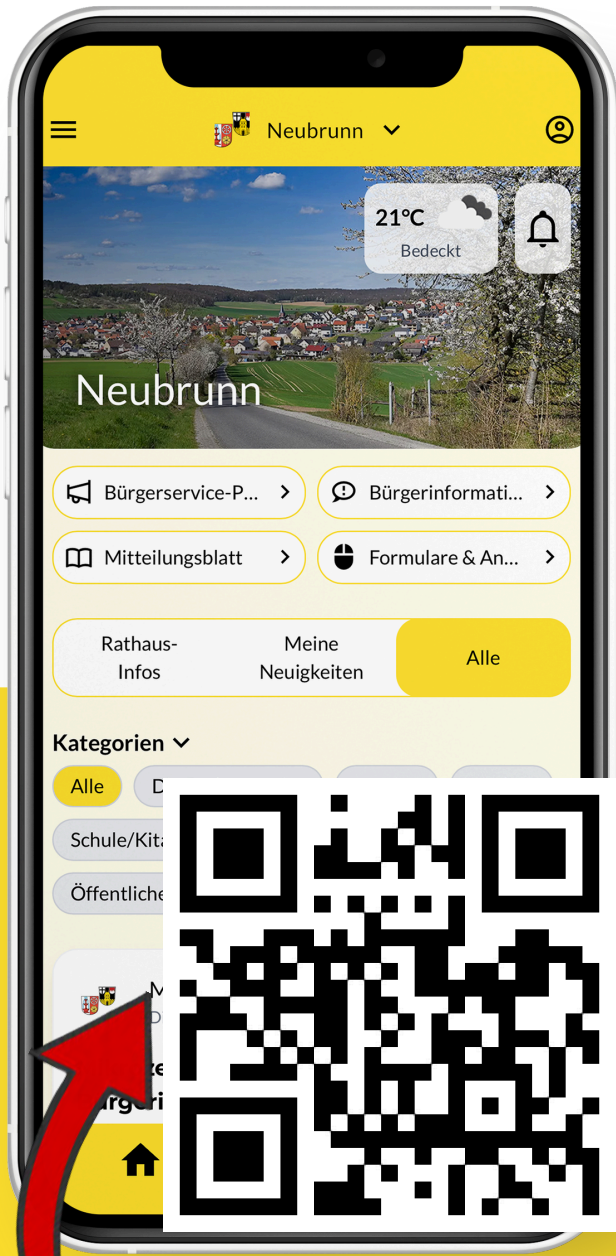 Neubrunn
21°C
Bedeckt
Neubrunn
Bürgerservice-P...
Bürgerinformati...
Mitteilungsblatt
Formulare & An...
Rathaus-
Infos
Meine
Neuigkeiten
Alle
Kategorien
Alle
D
Schule/Kita
Öffentliche
M
D